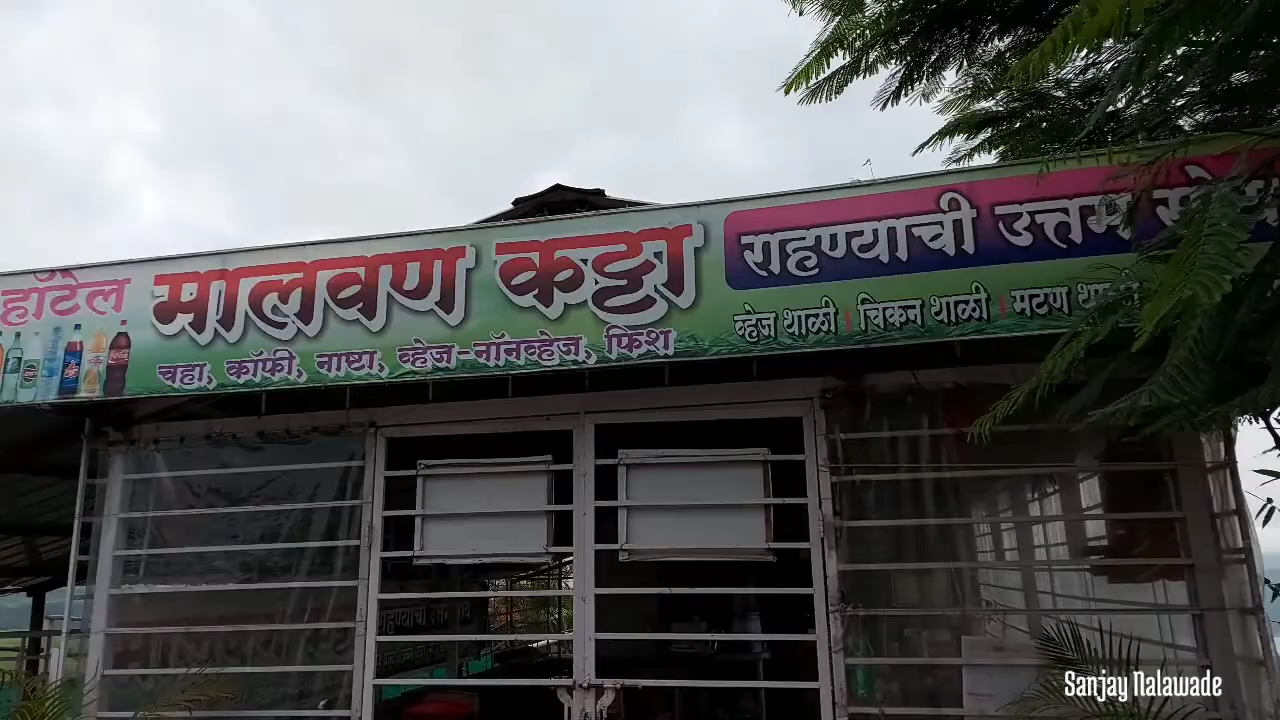 हॉटेल
मालवण कट्टा
चहा, कॉफी, नाष्टा, व्हेज-नॉनव्हेज, फिश
राहण्याची उत्तम
व्हेज थाळी | चिकन थाळी | मटण
Sanjay Nalawade